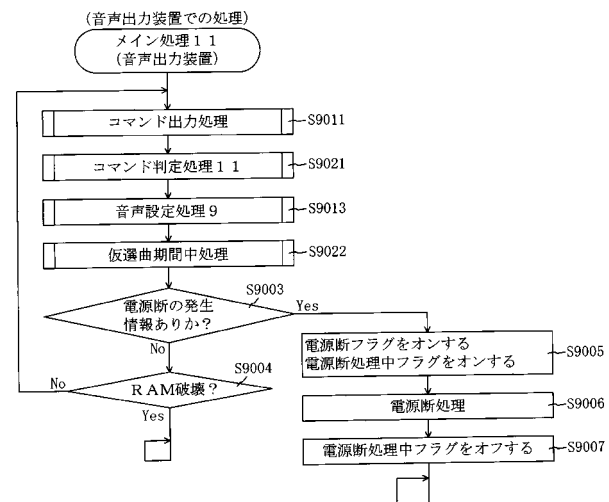 (音声出力装置での処理)
メイン処理11
(音声出力装置)
コマンド出力処理
S9011
コマンド判定処理11
S9021
音声設定処理9
S9013
仮選曲期間中処理
S9022
電源断の発生
情報ありか?
S9003
Yes
No
RAM破壊?
S9004
No
Yes
電源断フラグをオンする
電源断処理中フラグをオンする
S9005
電源断処理
S9006
電源断処理中フラグをオフする
S9007